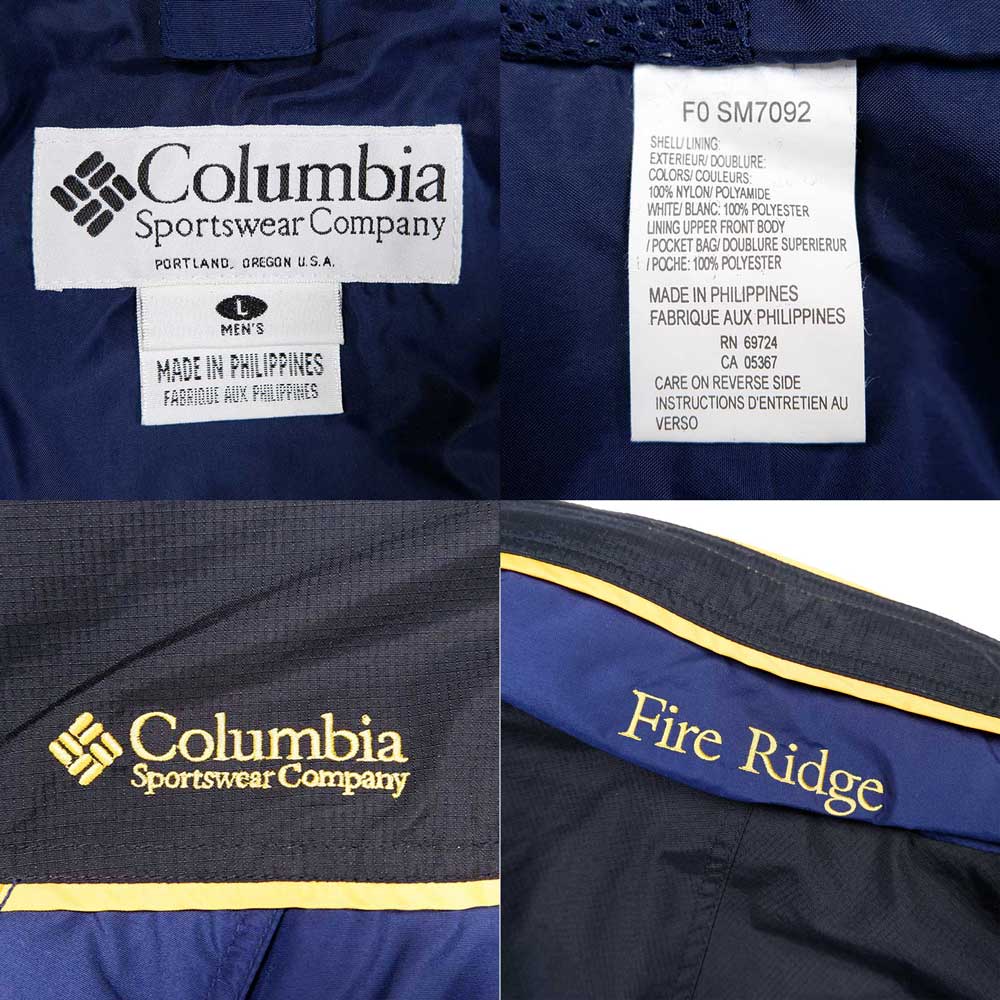 Columbia
Sportswear Company
PORTLAND, OREGON U.S.A.
L
MEN'S
MADE IN PHILIPPINES
FABRIQUE AUX PHILIPPINES
F0 SM7092
SHELL/ LINING:
EXTERIEUR/ DOUBLURE:
COLORS/ COULEURS:
100% NYLON/ POLYAMIDE
WHITE/ BLANC: 100% POLYESTER
LINING UPPER FRONT BODY
/ POCKET BAG/ DOUBLURE SUPERIERUR
/ POCHE: 100% POLYESTER
MADE IN PHILIPPINES
FABRIQUE AUX PHILIPPINES
RN 69724
CA 05367
CARE ON REVERSE SIDE
INSTRUCTIONS D'ENTRETIEN AU
VERSO
Columbia
Sportswear Company
Fire Ridge